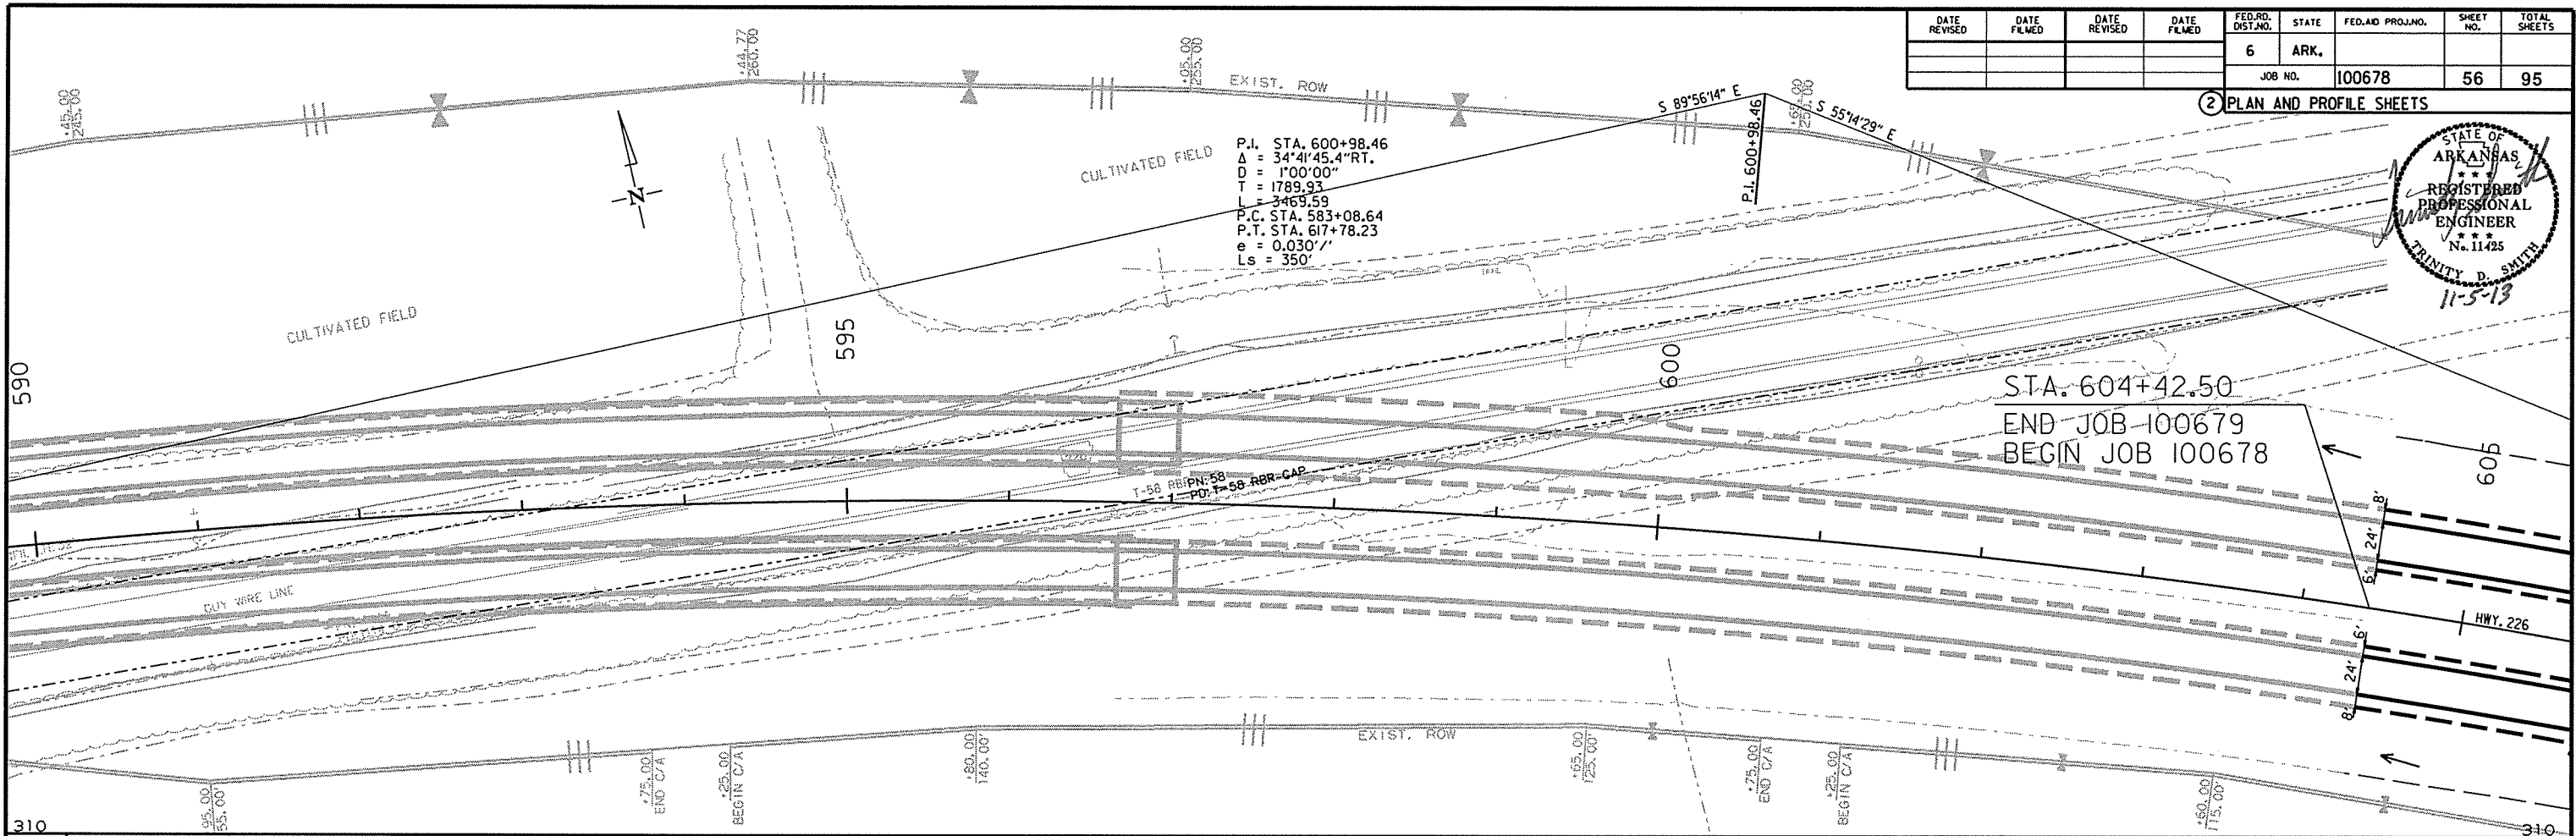 DATE REVISED
DATE FILMED
DATE REVISED
DATE FILMED
FED.RD. DIST.NO.
STATE
FED.AID PROJ.NO.
SHEET NO.
TOTAL SHEETS
6
ARK.
JOB NO.
100678
56
95
2 PLAN AND PROFILE SHEETS
STATE OF
ARKANSAS
★ ★ ★
REGISTERED
PROFESSIONAL
ENGINEER
★ ★ ★
No. 11425
TRINITY D. SMITH
11-5-13
+45.00
245.00
+44.77
260.00
+05.00
255.00
EXIST. ROW
S 89°56'14" E
P.I. 600+98.46
S 55°14'29" E
+65.00
250.00
N
CULTIVATED FIELD
P.I. STA. 600+98.46
Δ = 34°41'45.4"RT.
D = 1°00'00"
T = 1789.93
L = 3469.59
P.C. STA. 583+08.64
P.T. STA. 617+78.23
e = 0.030'/'
Ls = 350'
TRAIL
CULTIVATED FIELD
590
595
600
605
STA. 604+42.50
END JOB 100679
BEGIN JOB 100678
PN: 58
PD: T-58 RBR-CAP
GUY WIRE LINE
8'
24'
6'
HWY. 226
6'
24'
8'
+75.00
END C/A
+25.00
BEGIN C/A
+80.00
140.00'
EXIST. ROW
+65.00
125.00'
+75.00
END C/A
+25.00
BEGIN C/A
+60.00
115.00'
310
310